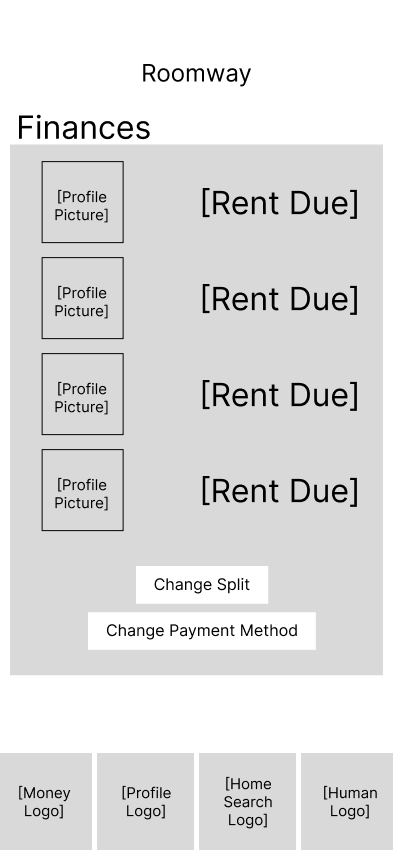 Roomway
Finances
[Profile
Picture]
[Rent Due]
[Profile
Picture]
[Rent Due]
[Profile
Picture]
[Rent Due]
[Profile
Picture]
[Rent Due]
Change Split
Change Payment Method
[Money
Logo]
[Profile
Logo]
[Home
Search
Logo]
[Human
Logo]